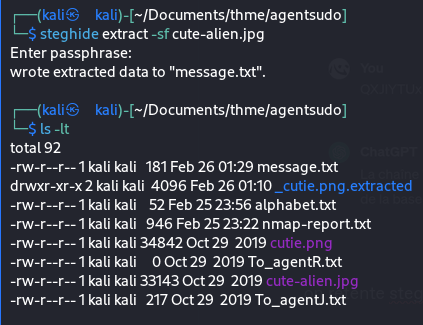 ┌──(kali㉿kali)-[~/Documents/thme/agentsudo]
└─$ steghide extract -sf cute-alien.jpg
Enter passphrase:
wrote extracted data to "message.txt".
┌──(kali㉿kali)-[~/Documents/thme/agentsudo]
└─$ ls -lt
total 92
-rw-r--r-- 1 kali kali 181 Feb 26 01:29 message.txt
drwxr-xr-x 2 kali kali 4096 Feb 26 01:10 _cutie.png.extracted
-rw-r--r-- 1 kali kali 52 Feb 25 23:56 alphabet.txt
-rw-r--r-- 1 kali kali 946 Feb 25 23:22 nmap-report.txt
-rw-r--r-- 1 kali kali 34842 Oct 29 2019 cutie.png
-rw-r--r-- 1 kali kali 0 Oct 29 2019 To_agentR.txt
-rw-r--r-- 1 kali kali 33143 Oct 29 2019 cute-alien.jpg
-rw-r--r-- 1 kali kali 217 Oct 29 2019 To_agentJ.txt
You
ChatGPT